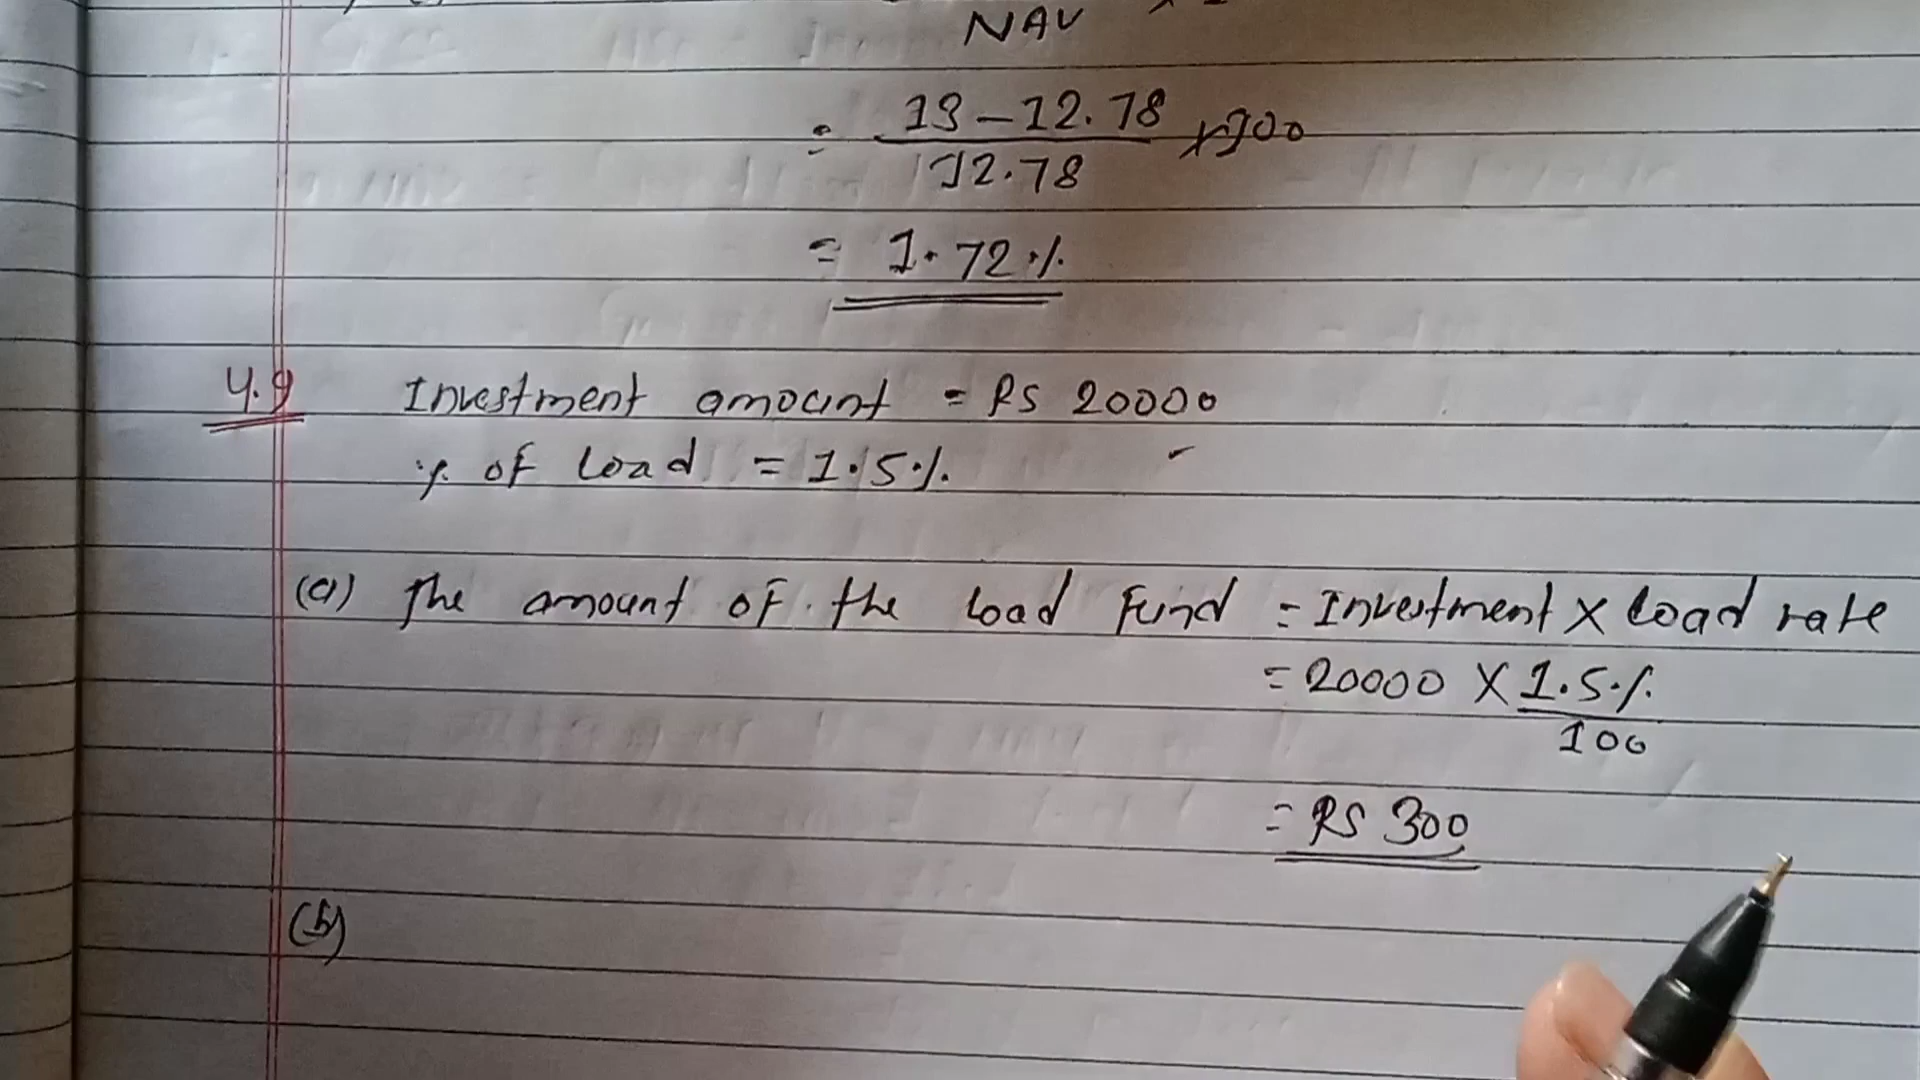 NAV
= 13 - 12.78 x 100
12.78
= 1.72 %
4.9 Investment amount = RS 20000
% of load = 1.5 %
(a) The amount of the load Fund = Investment X load rate
= 20000 X 1.5 %
100
= RS 300
(b)